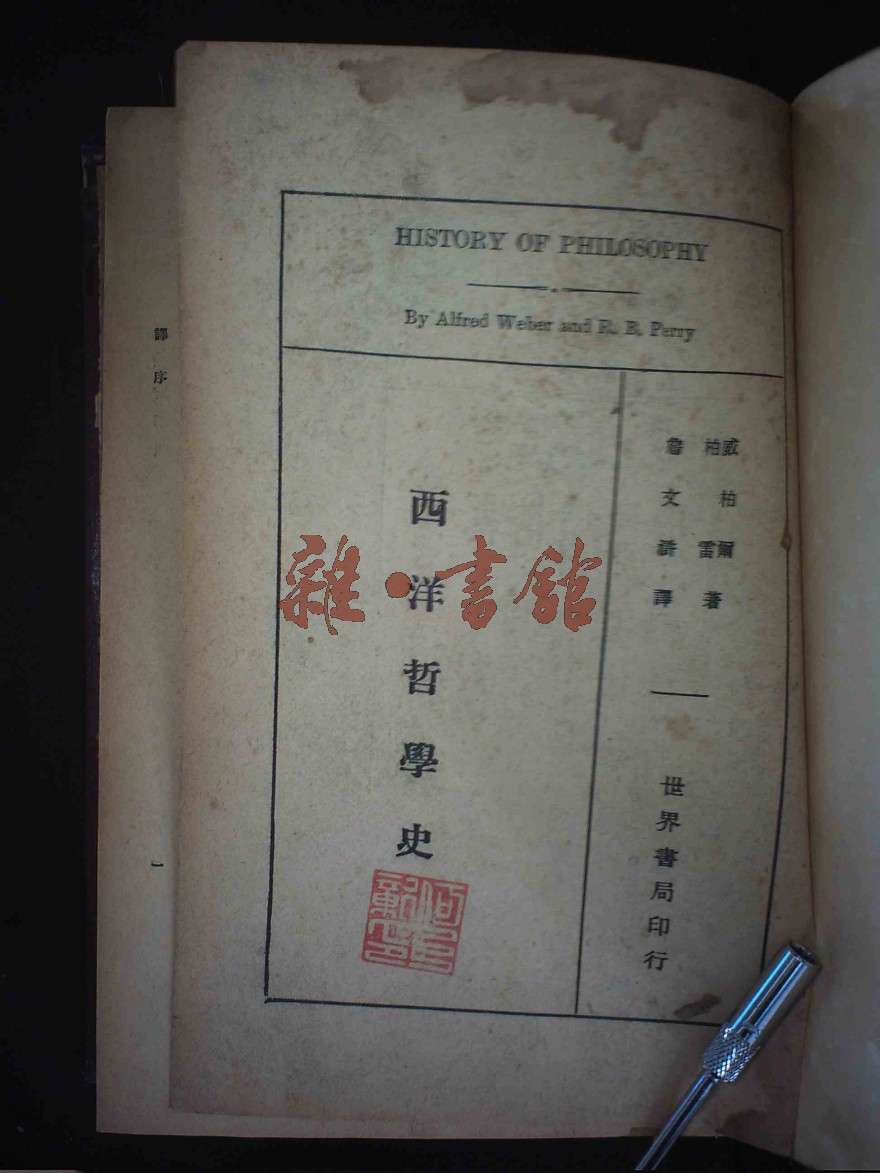 HISTORY OF PHILOSOPHY
By Alfred Weber and R. B. Perry
威柏爾
柏雷著
詹文滸譯
世界書局印行
西洋哲學史
雜·書館
譯序
一